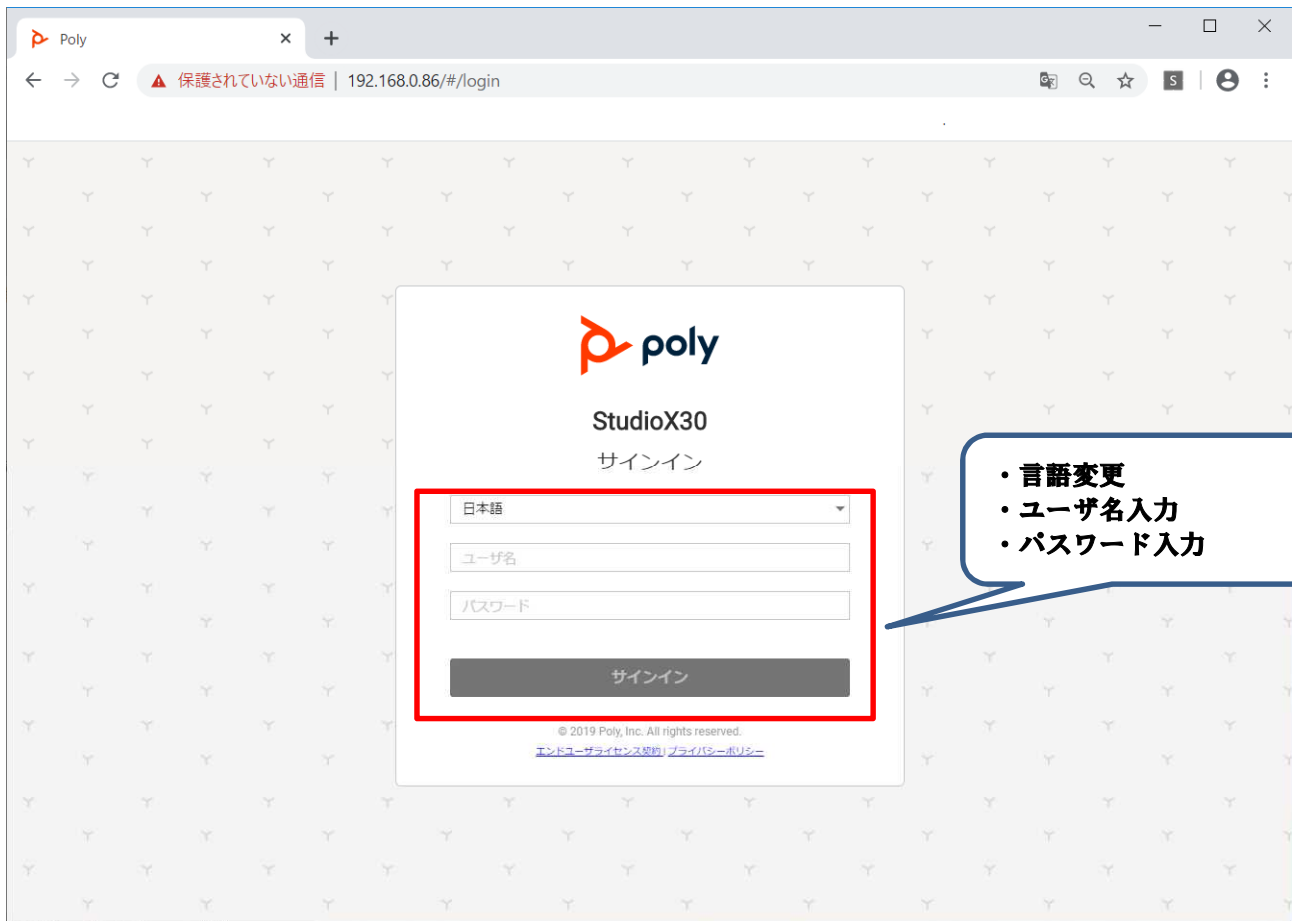 Poly
保護されていない通信 | 192.168.0.86/#/login
S
poly
StudioX30
サインイン
日本語
ユーザ名
パスワード
サインイン
・言語変更
・ユーザ名入力
・パスワード入力
© 2019 Poly, Inc. All rights reserved.
エンドユーザライセンス契約 | プライバシーポリシー